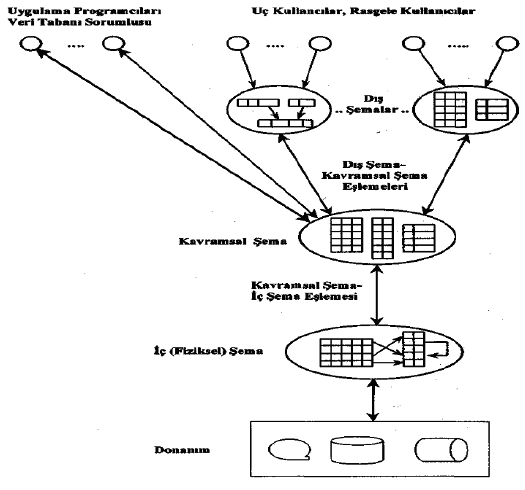 Uygulama Programcıları
Veri Tabanı Sorumlusu
Uç Kullancılar, Rasgele Kullanıcılar
....
....
....
Dış
.. Şemalar ..
Dış Şema-
Kavramsal Şema
Eşlemeleri
Kavramsal Şema
Kavramsal Şema-
İç Şema Eşlemesi
İç (Fiziksel) Şema
Donanım